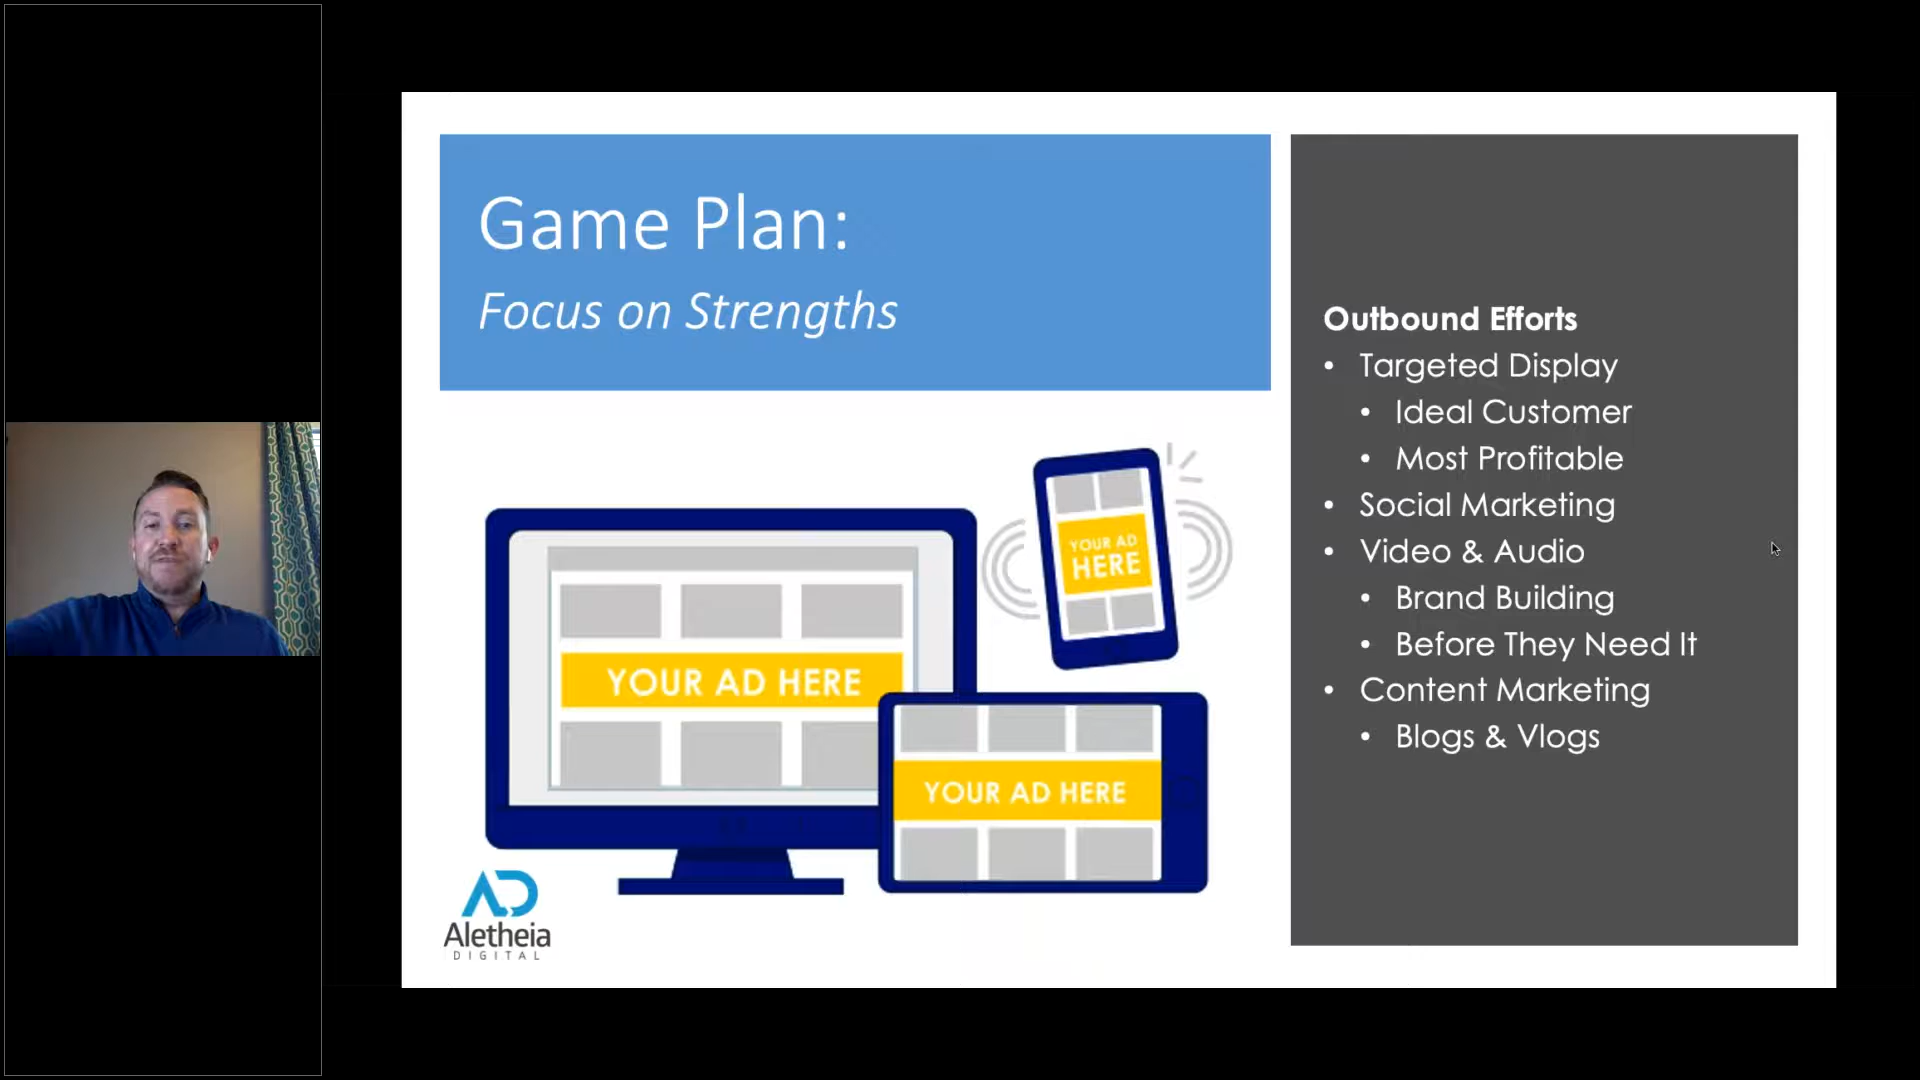 Game Plan:
Focus on Strengths
YOUR AD
HERE
YOUR AD HERE
YOUR AD HERE
AD
Aletheia
DIGITAL
Outbound Efforts
• Targeted Display
• Ideal Customer
• Most Profitable
• Social Marketing
• Video & Audio
• Brand Building
• Before They Need It
• Content Marketing
• Blogs & Vlogs